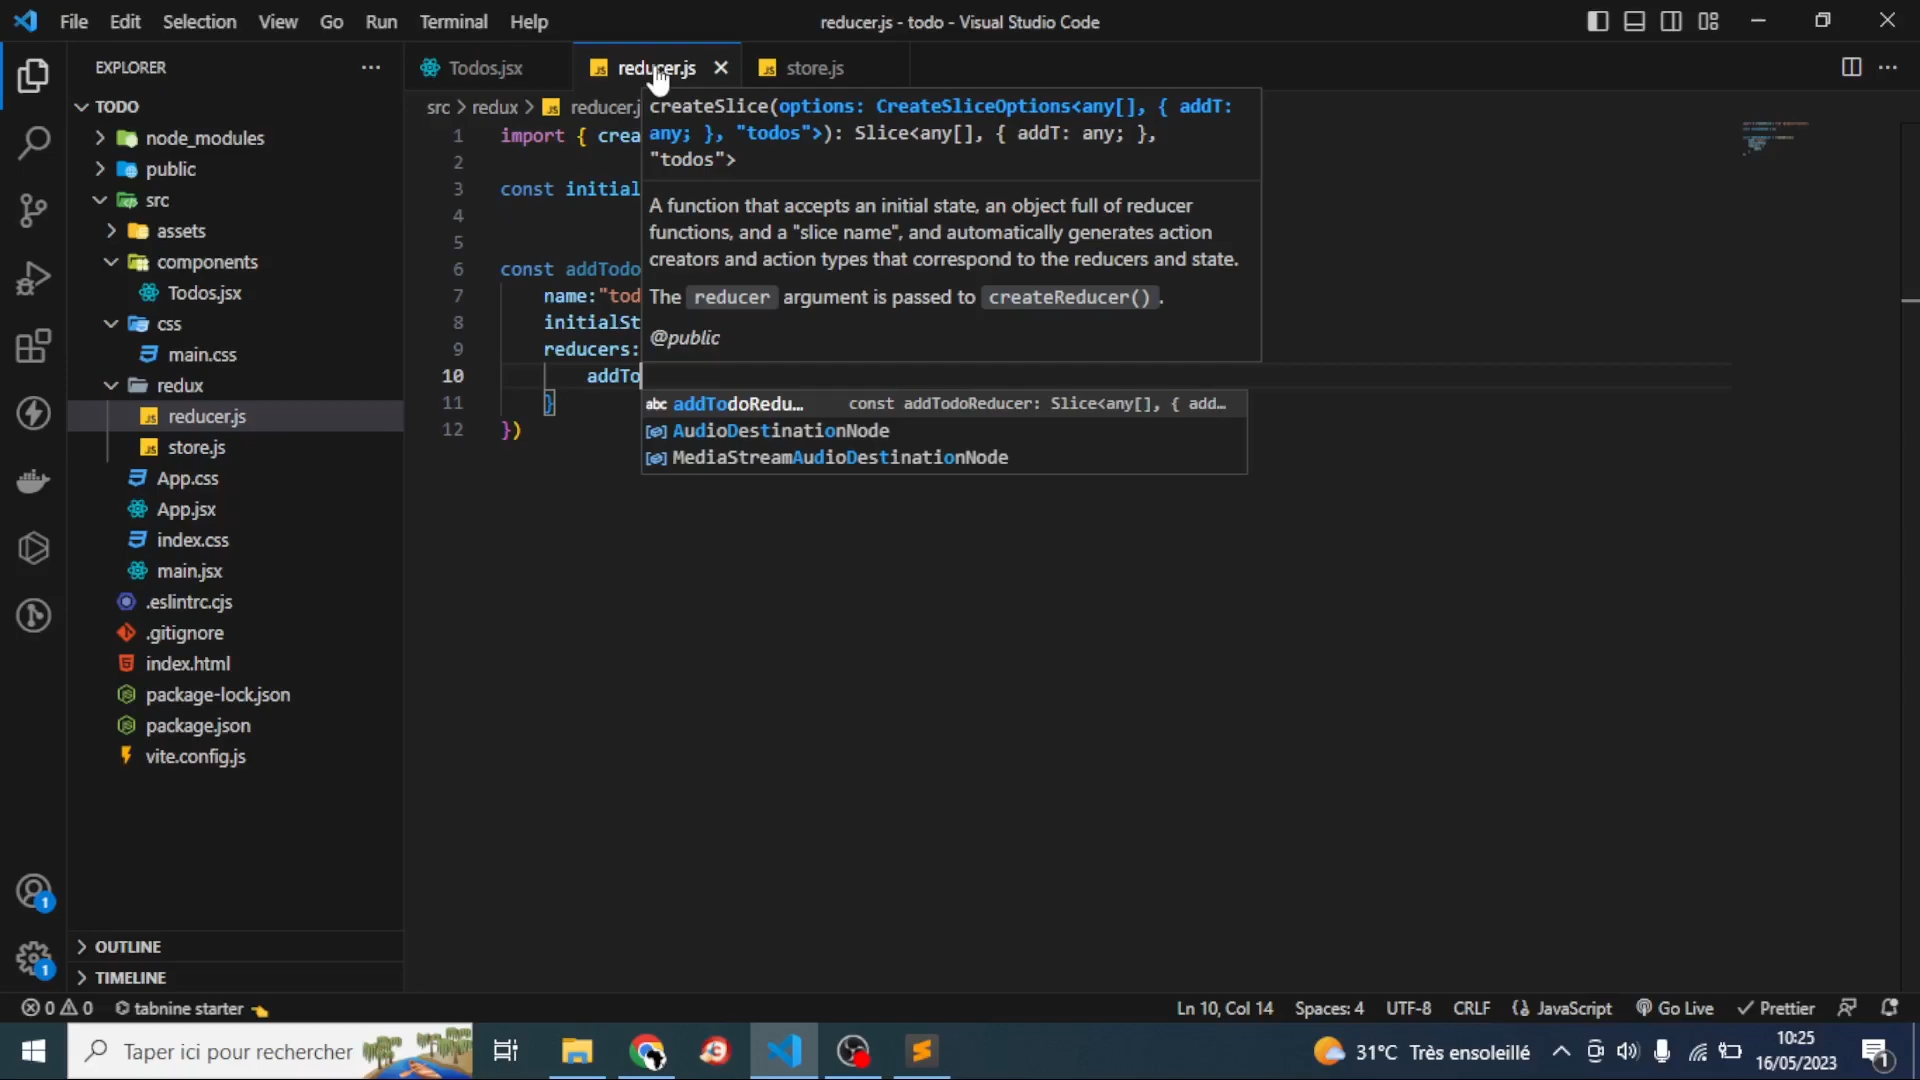 File Edit Selection View Go Run Terminal Help
reducer.js - todo - Visual Studio Code
EXPLORER
TODO
node_modules
public
src
assets
components
Todos.jsx
css
main.css
redux
reducer.js
store.js
App.css
App.jsx
index.css
main.jsx
.eslintrc.cjs
.gitignore
index.html
package-lock.json
package.json
vite.config.js
OUTLINE
TIMELINE
Todos.jsx reducer.js store.js
src > redux > reducer.j
1 import { crea
2
3 const initial
4
5
6 const addTodo
7 name:"tod
8 initialSt
9 reducers:
10 addTo
11 }
12 })
createSlice(options: CreateSliceOptions<any[], { addT:
any; }, "todos">): Slice<any[], { addT: any; },
"todos">
A function that accepts an initial state, an object full of reducer
functions, and a "slice name", and automatically generates action
creators and action types that correspond to the reducers and state.
The reducer argument is passed to createReducer().
@public
abc addTodoRedu… const addTodoReducer: Slice<any[], { add…
AudioDestinationNode
MediaStreamAudioDestinationNode
1
1
0 0 tabnine starter Ln 10, Col 14 Spaces: 4 UTF-8 CRLF JavaScript Go Live Prettier
Taper ici pour rechercher
31°C Très ensoleillé
10:25
16/05/2023
1